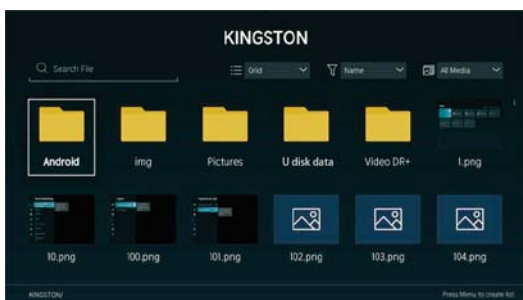 KINGSTON
Search File
Grid
Name
All Media
Android
img
Pictures
U disk data
Video DR+
1.png
10.png
100.png
101.png
102.png
103.png
104.png
KINGSTON/
Press Menu to create list